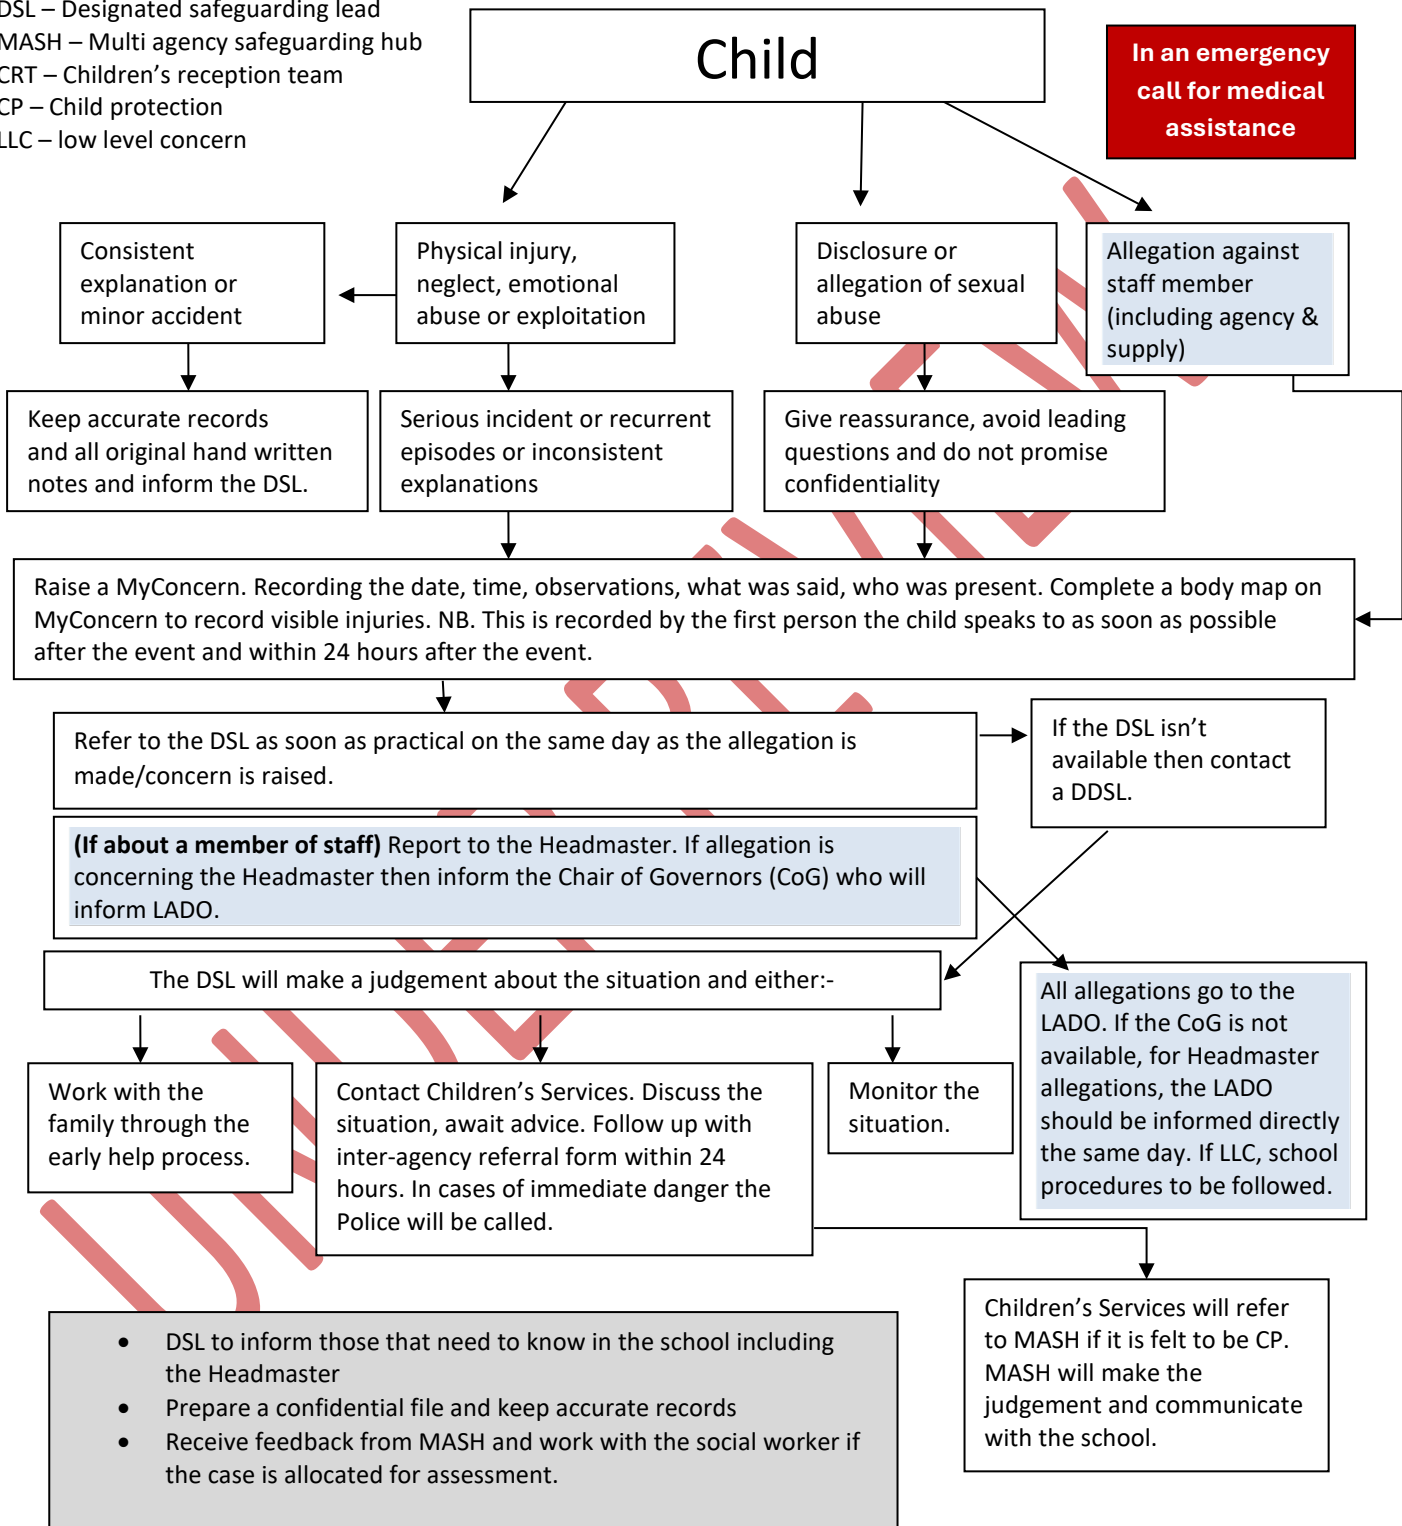 DSL – Designated safeguarding lead
MASH – Multi agency safeguarding hub
CRT – Children's reception team
CP – Child protection
LLC – low level concern
Child
In an emergency
call for medical
assistance
Consistent
explanation or
minor accident
Physical injury,
neglect, emotional
abuse or exploitation
Disclosure or
allegation of sexual
abuse
Allegation against
staff member
(including agency &
supply)
Keep accurate records
and all original hand written
notes and inform the DSL.
Serious incident or recurrent
episodes or inconsistent
explanations
Give reassurance, avoid leading
questions and do not promise
confidentiality
Raise a MyConcern. Recording the date, time, observations, what was said, who was present. Complete a body map on
MyConcern to record visible injuries. NB. This is recorded by the first person the child speaks to as soon as possible
after the event and within 24 hours after the event.
Refer to the DSL as soon as practical on the same day as the allegation is
made/concern is raised.
If the DSL isn't
available then contact
a DDSL.
(If about a member of staff) Report to the Headmaster. If allegation is
concerning the Headmaster then inform the Chair of Governors (CoG) who will
inform LADO.
The DSL will make a judgement about the situation and either:-
All allegations go to the
LADO. If the CoG is not
available, for Headmaster
allegations, the LADO
should be informed directly
the same day. If LLC, school
procedures to be followed.
Work with the
family through the
early help process.
Contact Children's Services. Discuss the
situation, await advice. Follow up with
inter-agency referral form within 24
hours. In cases of immediate danger the
Police will be called.
Monitor the
situation.
Children's Services will refer
to MASH if it is felt to be CP.
MASH will make the
judgement and communicate
with the school.
• DSL to inform those that need to know in the school including
the Headmaster
• Prepare a confidential file and keep accurate records
• Receive feedback from MASH and work with the social worker if
the case is allocated for assessment.